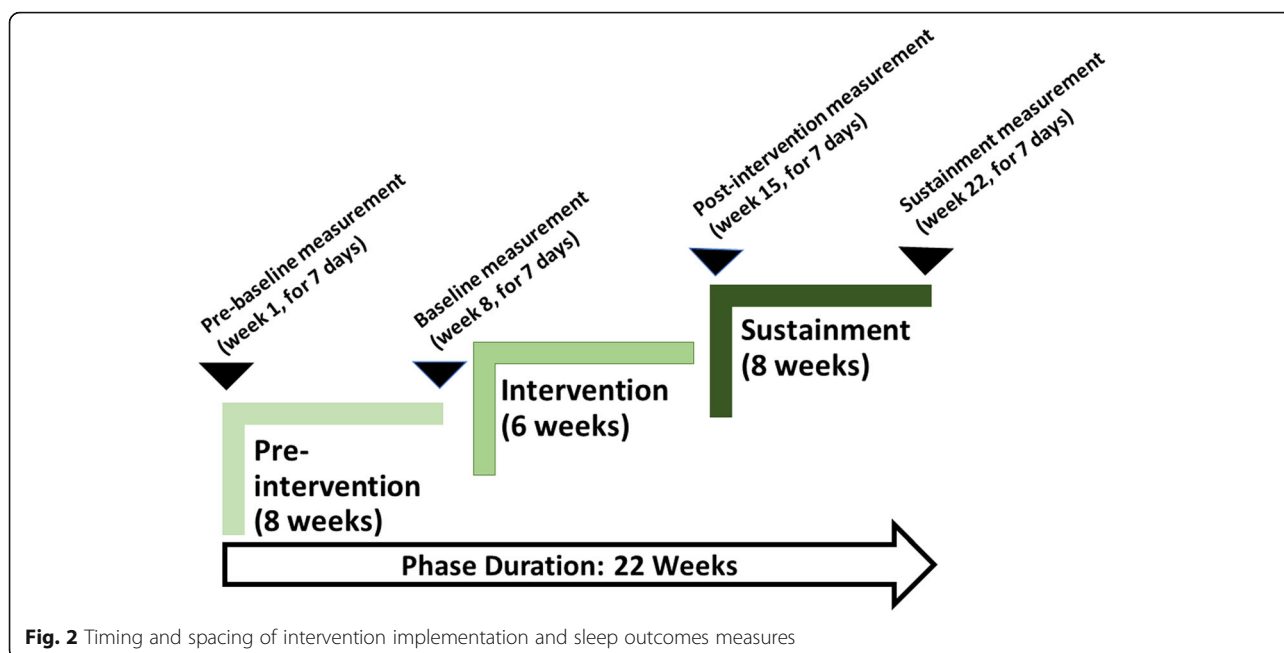 Pre-baseline measurement
(week 1, for 7 days)
Baseline measurement
(week 8, for 7 days)
Post-intervention measurement
(week 15, for 7 days)
Sustainment measurement
(week 22, for 7 days)
Pre-
intervention
(8 weeks)
Intervention
(6 weeks)
Sustainment
(8 weeks)
Phase Duration: 22 Weeks
Fig. 2 Timing and spacing of intervention implementation and sleep outcomes measures